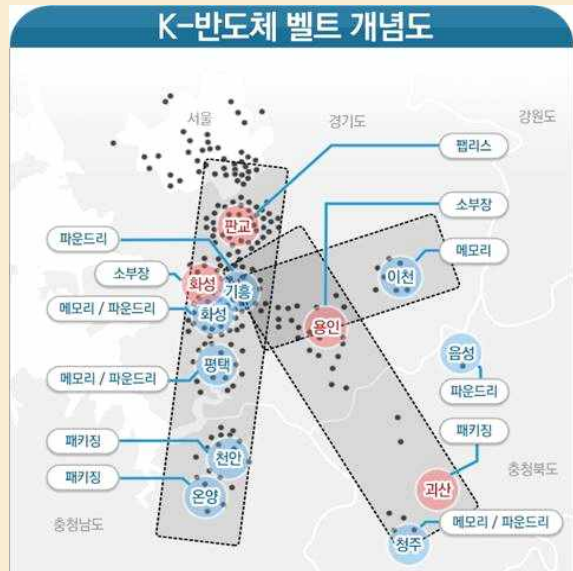 K-반도체 벨트 개념도
서울
경기도
강원도
팹리스
판교
소부장
파운드리
메모리
소부장
화성
기흥
이천
메모리 / 파운드리
화성
용인
음성
평택
메모리 / 파운드리
파운드리
패키징
패키징
천안
패키징
온양
괴산
충청북도
충청남도
메모리 / 파운드리
청주